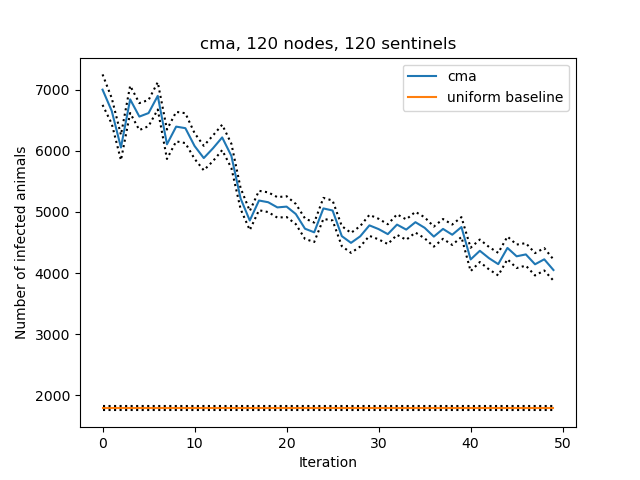 cma, 120 nodes, 120 sentinels
cma
uniform baseline
7000
6000
5000
4000
3000
2000
Number of infected animals
0 10 20 30 40 50
Iteration